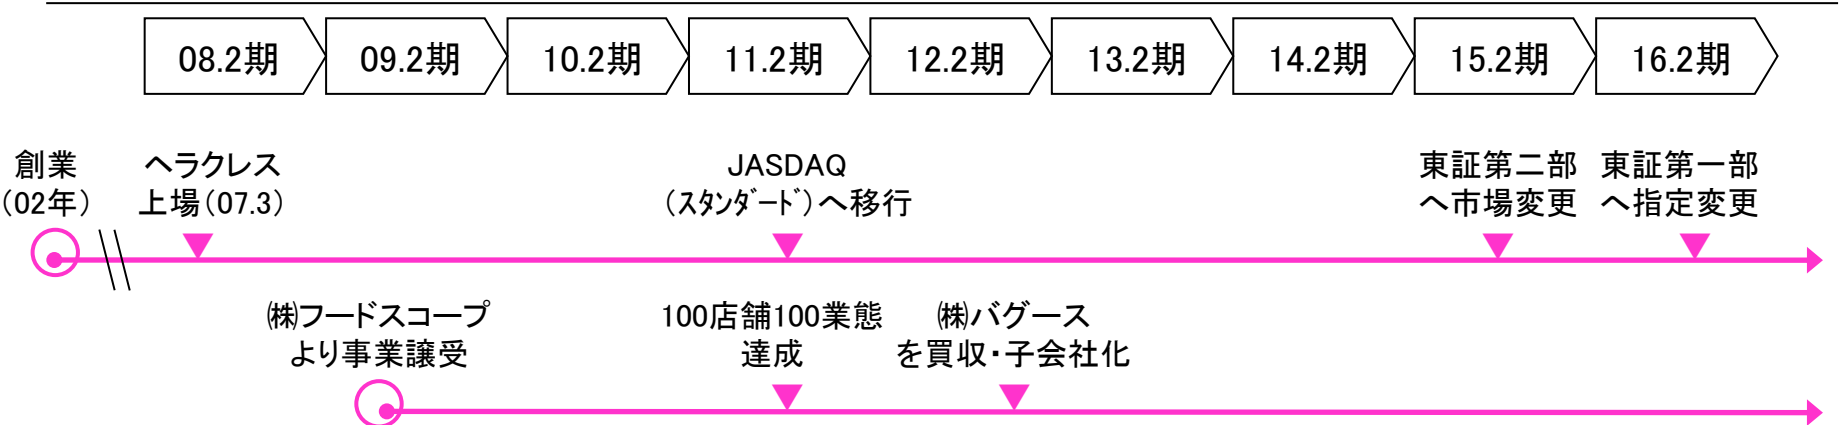 08.2期
09.2期
10.2期
11.2期
12.2期
13.2期
14.2期
15.2期
16.2期
創業
(02年)
ヘラクレス
上場(07.3)
JASDAQ
(ｽﾀﾝﾀﾞｰﾄﾞ)へ移行
東証第二部
へ市場変更
東証第一部
へ指定変更
㈱フードスコープ
より事業譲受
100店舗100業態
達成
㈱バグース
を買収・子会社化